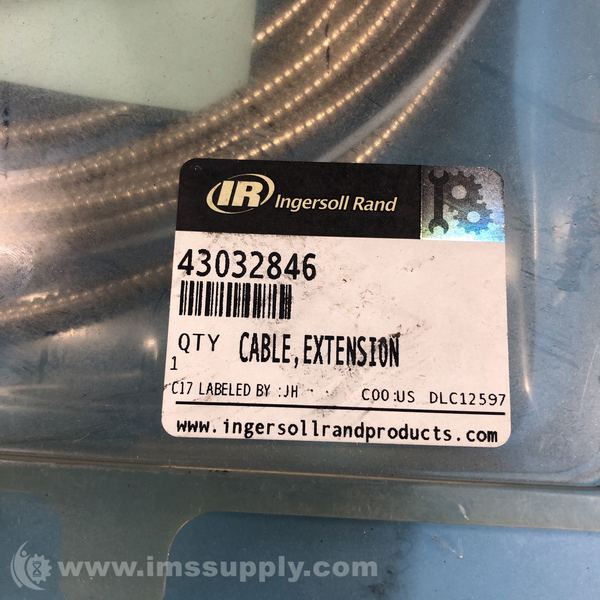 IR Ingersoll Rand
43032846
QTY CABLE,EXTENSION
1
C17 LABELED BY :JH COO:US DLC12597
www.ingersollrandproducts.com
www.imssupply.com